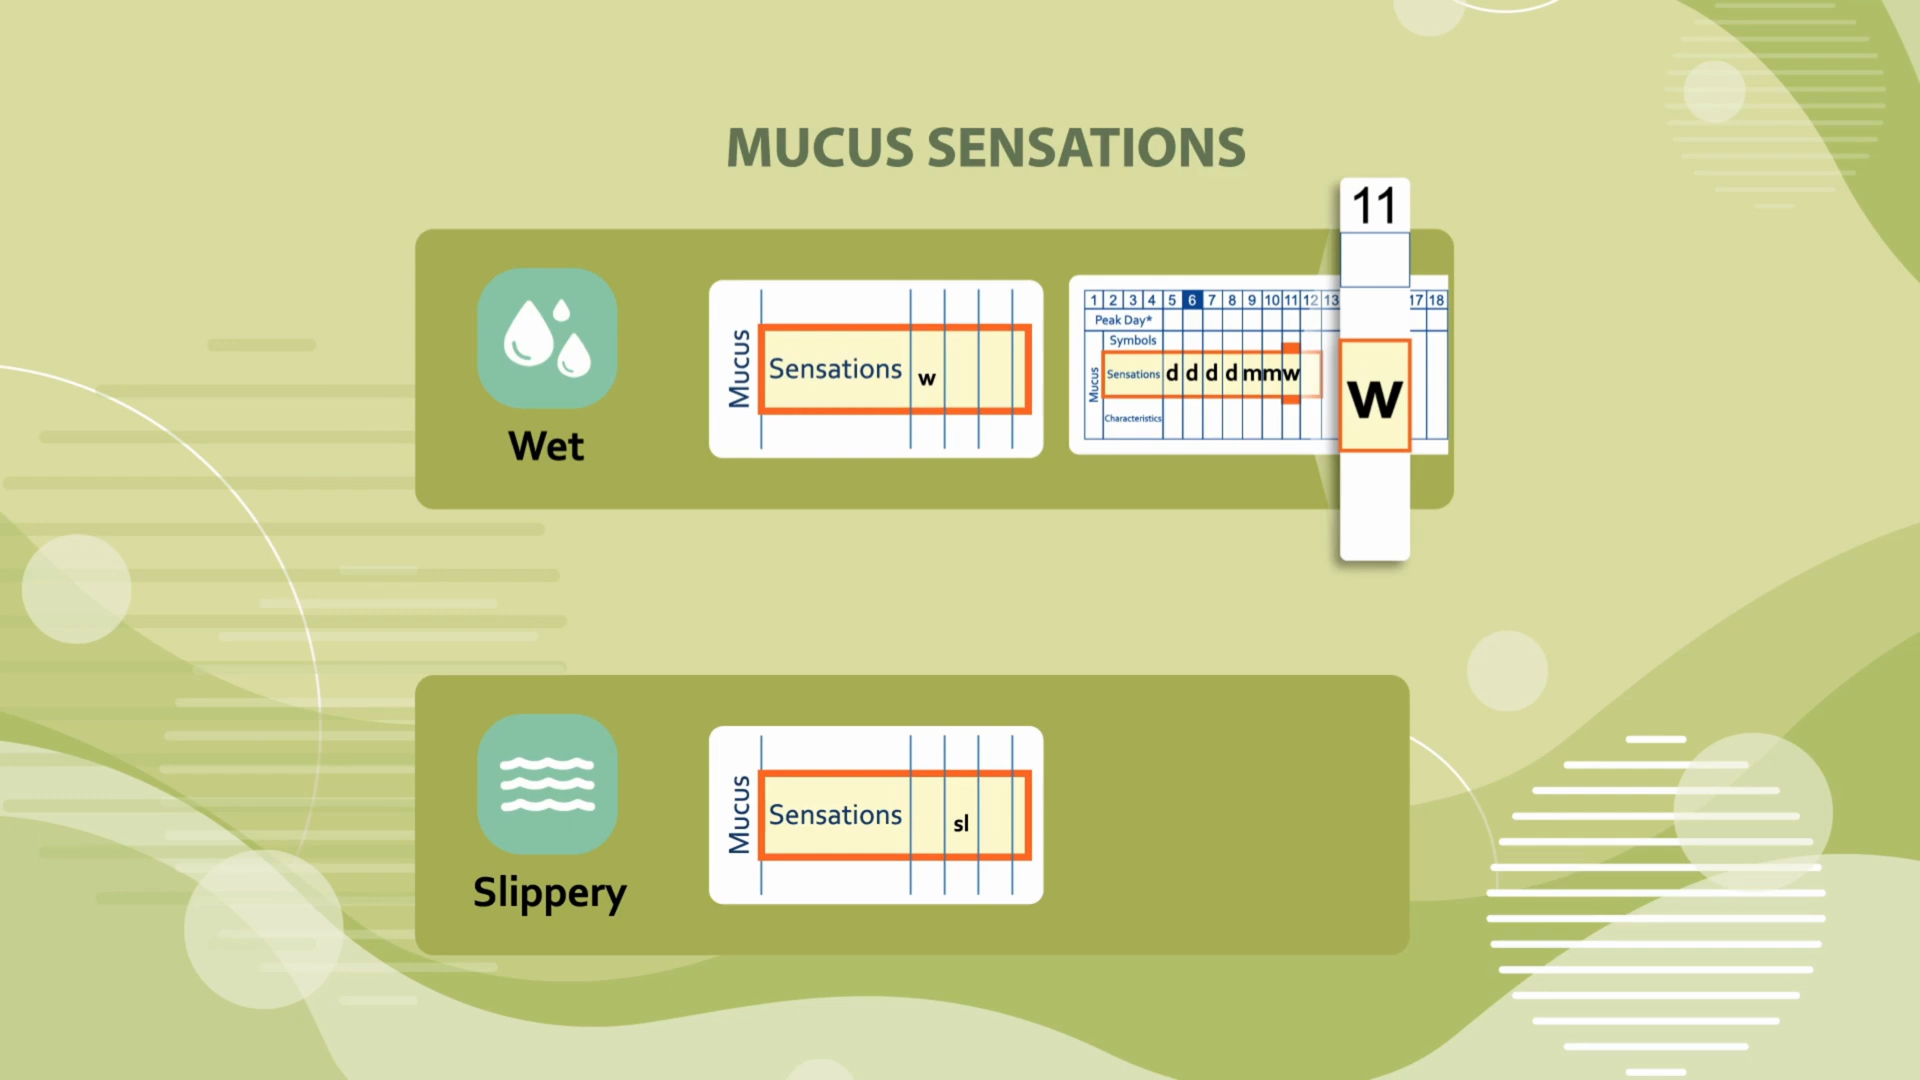 MUCUS SENSATIONS
11
Wet
Mucus
Sensations
w
1 2 3 4 5 6 7 8 9 10 11 12 13 17 18
Peak Day*
Symbols
Mucus
Sensations d d d d m m w
Characteristics
w
Slippery
Mucus
Sensations
sl